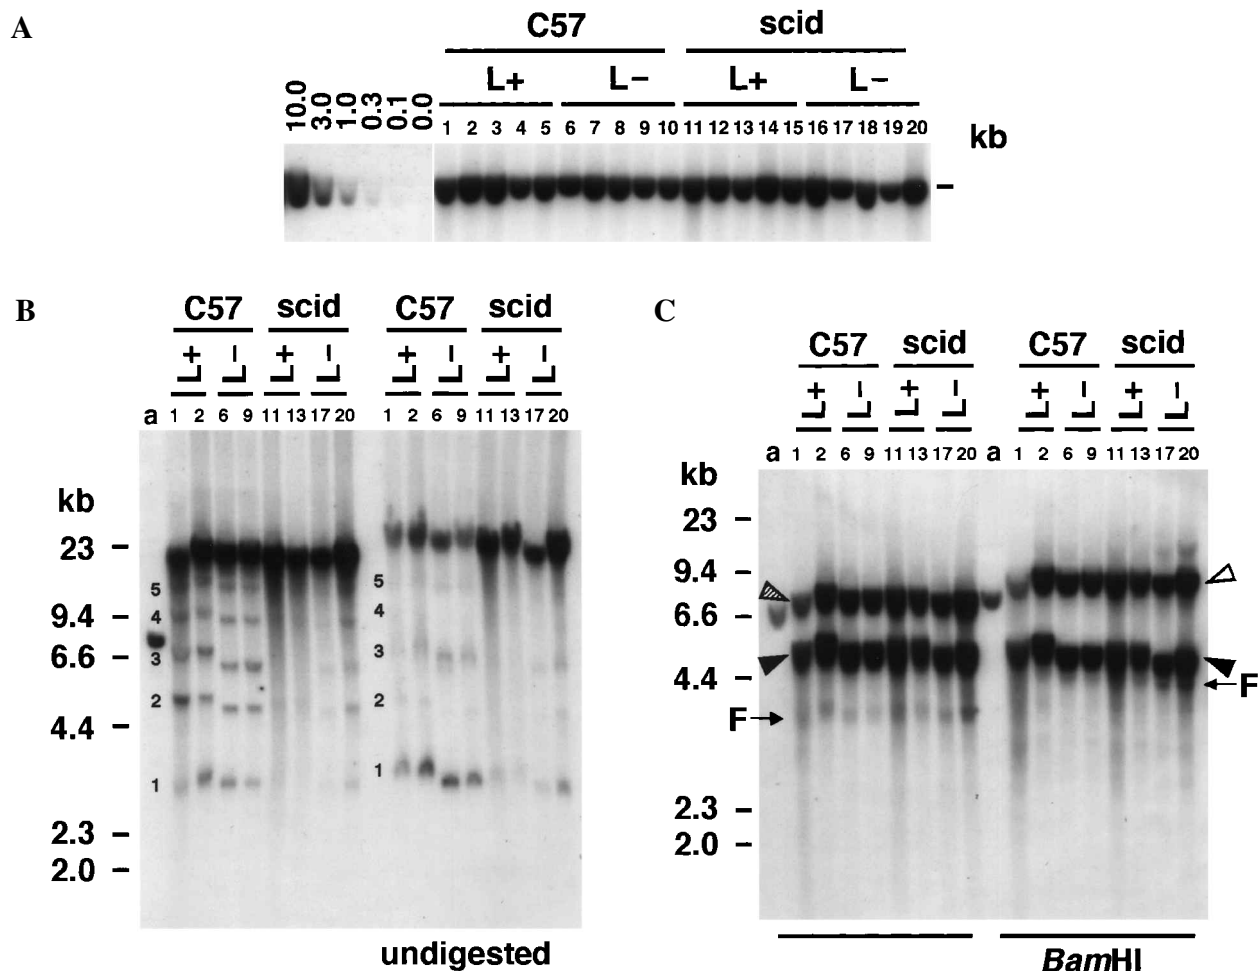 A
C57 scid
L+ L− L+ L−
10.0 3.0 1.0 0.3 0.1 0.0
1 2 3 4 5 6 7 8 9 10 11 12 13 14 15 16 17 18 19 20
kb
B
C57 scid C57 scid
L+ L− L+ L− L+ L− L+ L−
a 1 2 6 9 11 13 17 20 1 2 6 9 11 13 17 20
kb
23
9.4
6.6
4.4
2.3
2.0
5
4
3
2
1
5
4
3
2
1
undigested
C
C57 scid C57 scid
L+ L− L+ L− L+ L− L+ L−
a 1 2 6 9 11 13 17 20 a 1 2 6 9 11 13 17 20
kb
23
9.4
6.6
4.4
2.3
2.0
F
F
BamHI